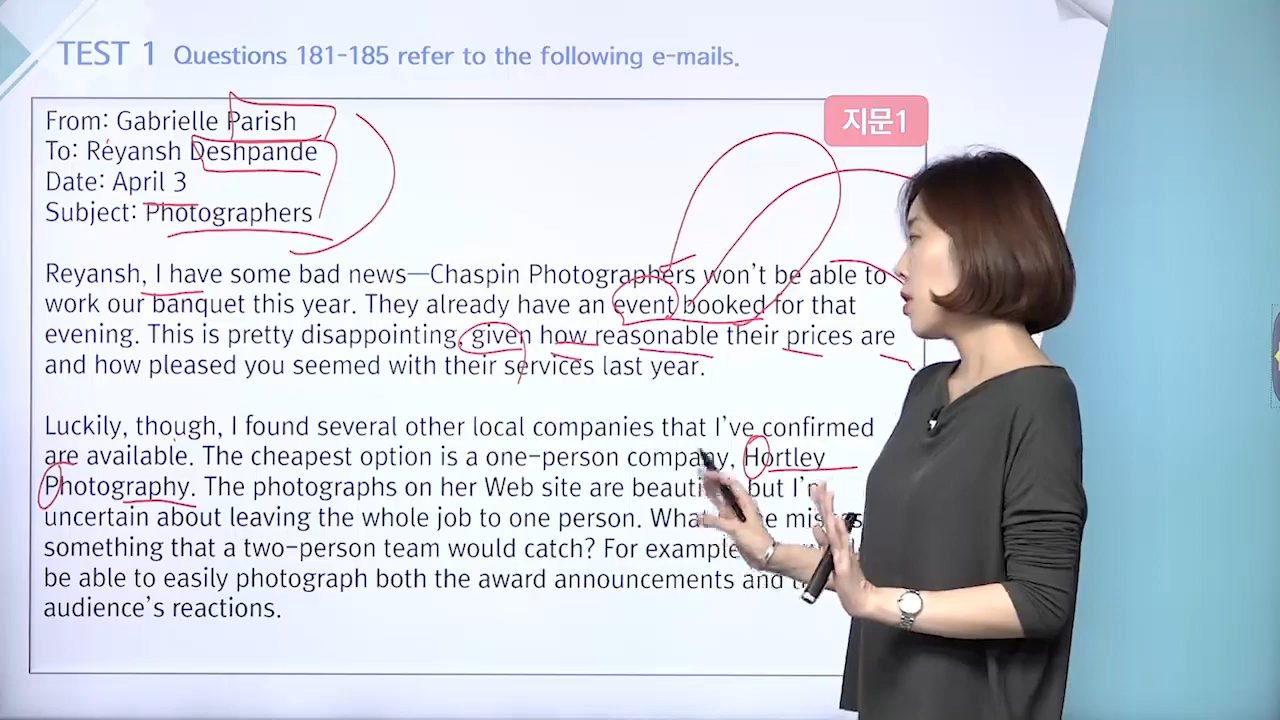 TEST 1 Questions 181-185 refer to the following e-mails.
지문1
From: Gabrielle Parish
To: Reyansh Deshpande
Date: April 3
Subject: Photographers
Reyansh, I have some bad news—Chaspin Photographers won't be able to
work our banquet this year. They already have an event booked for that
evening. This is pretty disappointing, given how reasonable their prices are
and how pleased you seemed with their services last year.
Luckily, though, I found several other local companies that I've confirmed
are available. The cheapest option is a one-person company, Hortley
Photography. The photographs on her Web site are but
uncertain about leaving the whole job to one person.
something that a two-person team would catch? For example
be able to easily photograph both the award announcements and
audience's reactions.